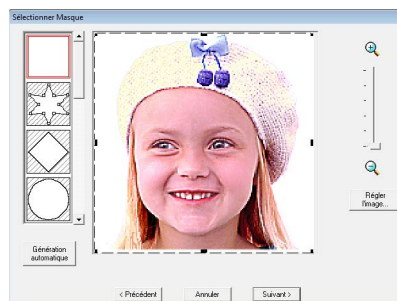 Sélectionner Masque
Régler
l'image...
Génération
automatique
< Précédent
Annuler
Suivant >